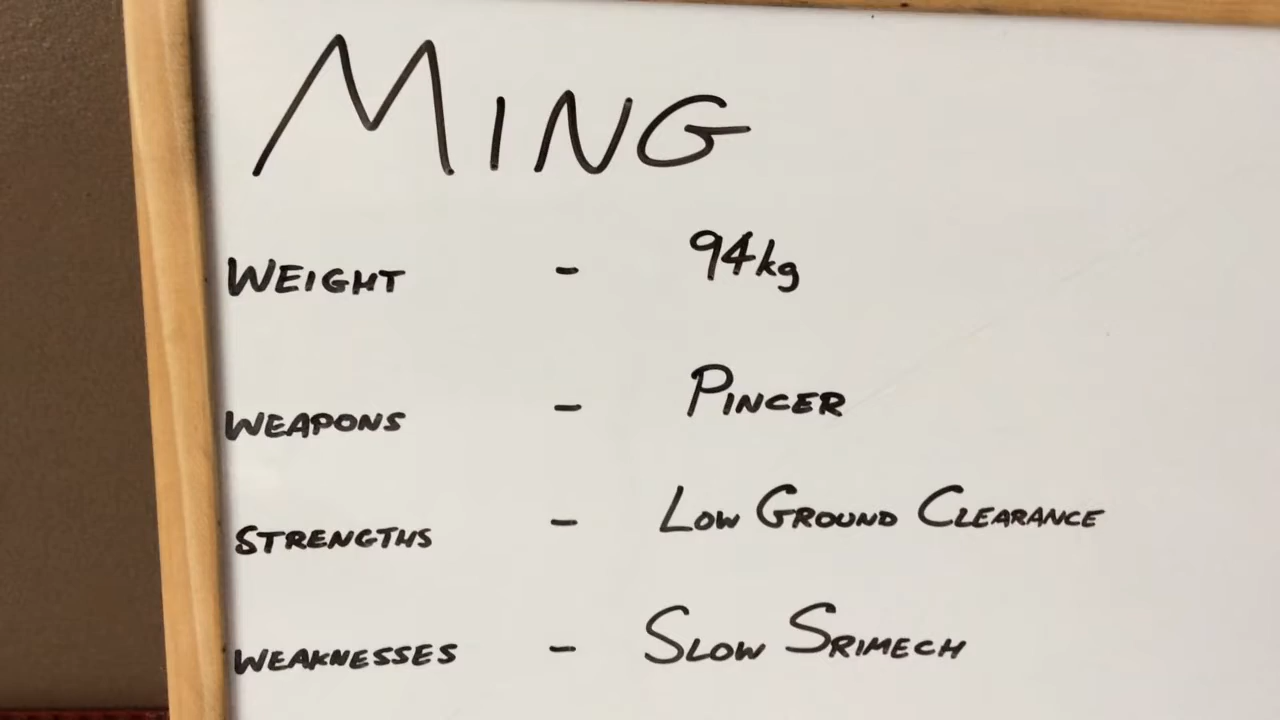 MING
WEIGHT - 94kg
WEAPONS - PINCER
STRENGTHS - LOW GROUND CLEARANCE
WEAKNESSES - SLOW SRIMECH